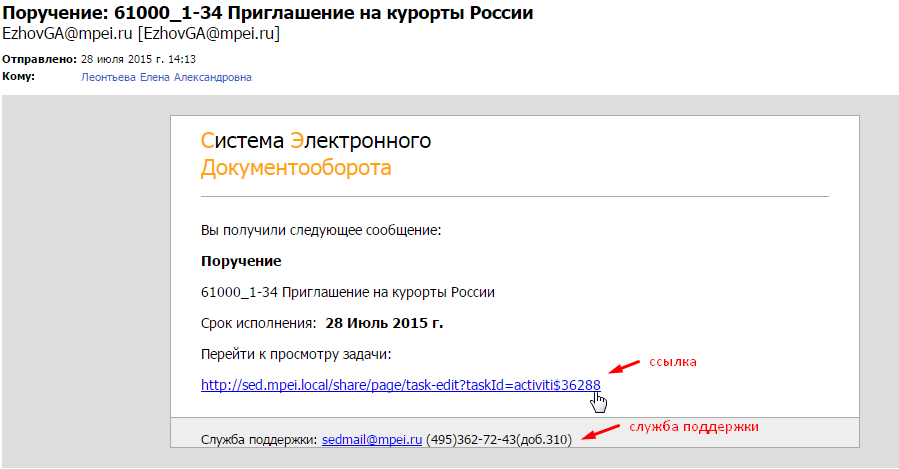 Поручение: 61000_1-34 Приглашение на курорты России
EzhovGA@mpei.ru [EzhovGA@mpei.ru]
Отправлено: 28 июля 2015 г. 14:13
Кому: Леонтьева Елена Александровна
Система Электронного
Документооборота
Вы получили следующее сообщение:
Поручение
61000_1-34 Приглашение на курорты России
Срок исполнения: 28 Июль 2015 г.
Перейти к просмотру задачи:
ссылка
http://sed.mpei.local/share/page/task-edit?taskId=activiti$36288
служба поддержки
Служба поддержки: sedmail@mpei.ru (495)362-72-43(доб.310)